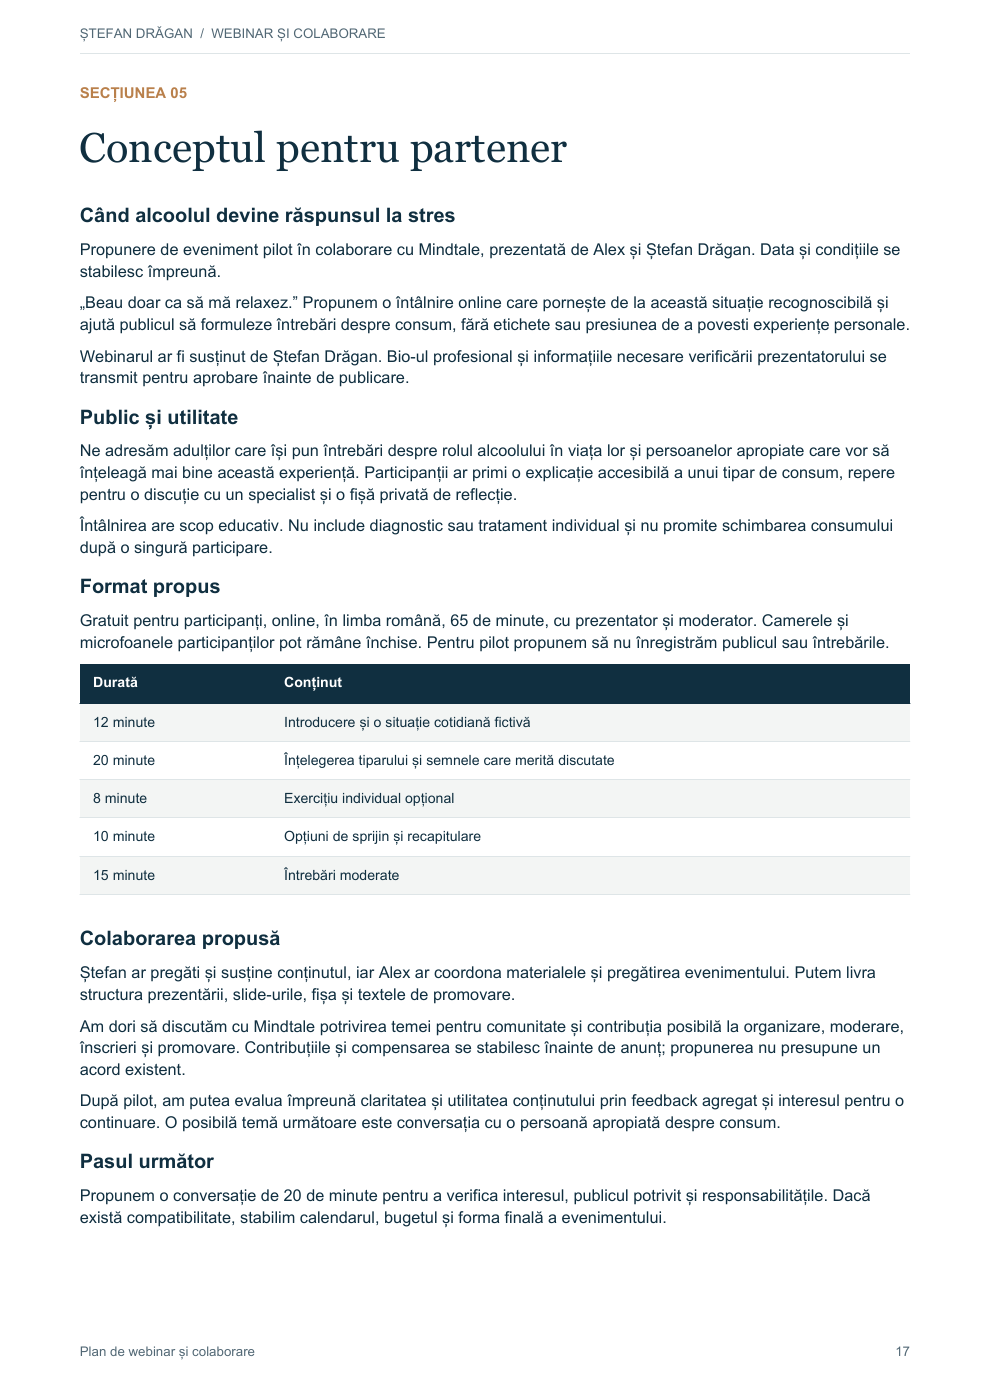 ȘTEFAN DRĂGAN / WEBINAR ȘI COLABORARE
SECȚIUNEA 05
Conceptul pentru partener
Când alcoolul devine răspunsul la stres
Propunere de eveniment pilot în colaborare cu Mindtale, prezentată de Alex și Ștefan Drăgan. Data și condițiile se
stabilesc împreună.
„Beau doar ca să mă relaxez.” Propunem o întâlnire online care pornește de la această situație recognoscibilă și
ajută publicul să formuleze întrebări despre consum, fără etichete sau presiunea de a povesti experiențe personale.
Webinarul ar fi susținut de Ștefan Drăgan. Bio-ul profesional și informațiile necesare verificării prezentatorului se
transmit pentru aprobare înainte de publicare.
Public și utilitate
Ne adresăm adulților care își pun întrebări despre rolul alcoolului în viața lor și persoanelor apropiate care vor să
înțeleagă mai bine această experiență. Participanții ar primi o explicație accesibilă a unui tipar de consum, repere
pentru o discuție cu un specialist și o fișă privată de reflecție.
Întâlnirea are scop educativ. Nu include diagnostic sau tratament individual și nu promite schimbarea consumului
după o singură participare.
Format propus
Gratuit pentru participanți, online, în limba română, 65 de minute, cu prezentator și moderator. Camerele și
microfoanele participanților pot rămâne închise. Pentru pilot propunem să nu înregistrăm publicul sau întrebările.
Durată Conținut
12 minute Introducere și o situație cotidiană fictivă
20 minute Înțelegerea tiparului și semnele care merită discutate
8 minute Exercițiu individual opțional
10 minute Opțiuni de sprijin și recapitulare
15 minute Întrebări moderate
Colaborarea propusă
Ștefan ar pregăti și susține conținutul, iar Alex ar coordona materialele și pregătirea evenimentului. Putem livra
structura prezentării, slide-urile, fișa și textele de promovare.
Am dori să discutăm cu Mindtale potrivirea temei pentru comunitate și contribuția posibilă la organizare, moderare,
înscrieri și promovare. Contribuțiile și compensarea se stabilesc înainte de anunț; propunerea nu presupune un
acord existent.
După pilot, am putea evalua împreună claritatea și utilitatea conținutului prin feedback agregat și interesul pentru o
continuare. O posibilă temă următoare este conversația cu o persoană apropiată despre consum.
Pasul următor
Propunem o conversație de 20 de minute pentru a verifica interesul, publicul potrivit și responsabilitățile. Dacă
există compatibilitate, stabilim calendarul, bugetul și forma finală a evenimentului.
Plan de webinar și colaborare 17